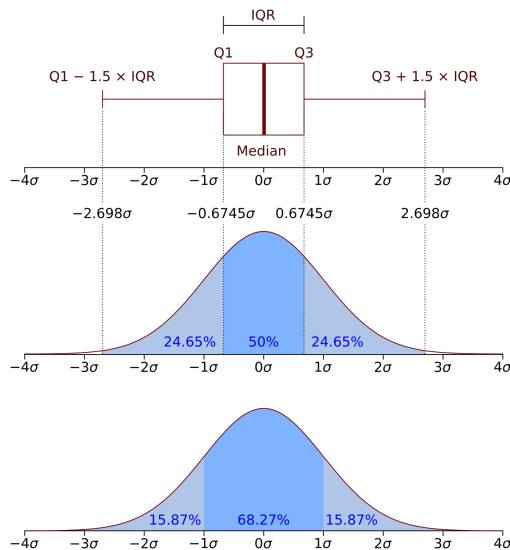 IQR
Q1 Q3
Q1 − 1.5 × IQR Q3 + 1.5 × IQR
Median
−4σ −3σ −2σ −1σ 0σ 1σ 2σ 3σ 4σ
−2.698σ −0.6745σ 0.6745σ 2.698σ
24.65% 50% 24.65%
−4σ −3σ −2σ −1σ 0σ 1σ 2σ 3σ 4σ
15.87% 68.27% 15.87%
−4σ −3σ −2σ −1σ 0σ 1σ 2σ 3σ 4σ